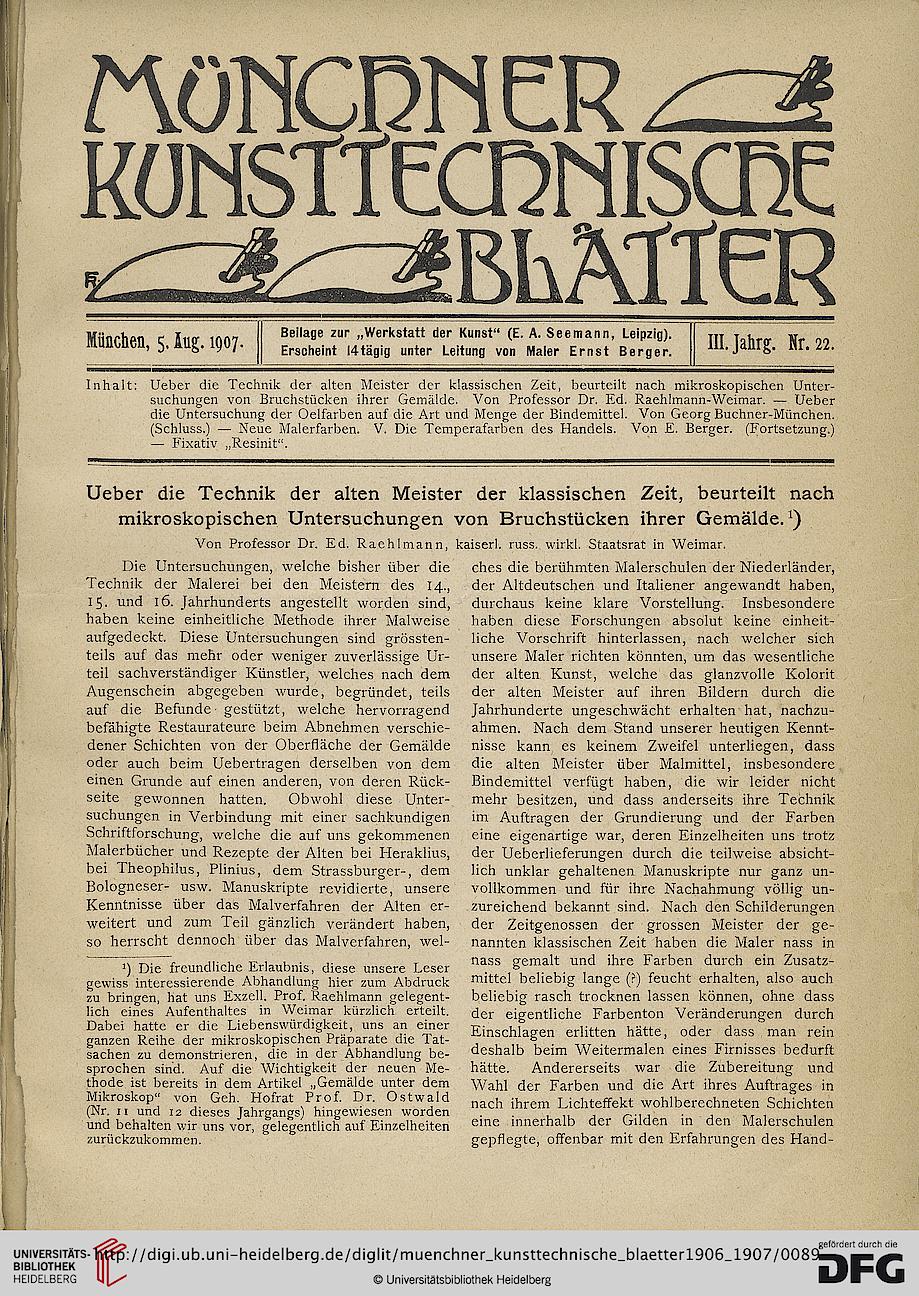 MÜNCHNER
KUNSTTECHNISCHE
BLÄTTER
München, 5. Aug. 1907.
Beilage zur „Werkstatt der Kunst“ (E. A. Seemann, Leipzig).
Erscheint 14tägig unter Leitung von Maler Ernst Berger.
III. Jahrg. Nr. 22.
Inhalt: Ueber die Technik der alten Meister der klassischen Zeit, beurteilt nach mikroskopischen Unter-
suchungen von Bruchstücken ihrer Gemälde. Von Professor Dr. Ed. Raehlmann-Weimar. — Ueber
die Untersuchung der Oelfarben auf die Art und Menge der Bindemittel. Von Georg Buchner-München.
(Schluss.) — Neue Malerfarben. V. Die Temperafarben des Handels. Von E. Berger. (Fortsetzung.)
— Fixativ „Resinit“.
Ueber die Technik der alten Meister der klassischen Zeit, beurteilt nach
mikroskopischen Untersuchungen von Bruchstücken ihrer Gemälde.¹)
Von Professor Dr. Ed. Raehlmann, kaiserl. russ. wirkl. Staatsrat in Weimar.
Die Untersuchungen, welche bisher über die
Technik der Malerei bei den Meistern des 14.,
15. und 16. Jahrhunderts angestellt worden sind,
haben keine einheitliche Methode ihrer Malweise
aufgedeckt. Diese Untersuchungen sind grössten-
teils auf das mehr oder weniger zuverlässige Ur-
teil sachverständiger Künstler, welches nach dem
Augenschein abgegeben wurde, begründet, teils
auf die Befunde gestützt, welche hervorragend
befähigte Restaurateure beim Abnehmen verschie-
dener Schichten von der Oberfläche der Gemälde
oder auch beim Uebertragen derselben von dem
einen Grunde auf einen anderen, von deren Rück-
seite gewonnen hatten. Obwohl diese Unter-
suchungen in Verbindung mit einer sachkundigen
Schriftforschung, welche die auf uns gekommenen
Malerbücher und Rezepte der Alten bei Heraklius,
bei Theophilus, Plinius, dem Strassburger-, dem
Bologneser- usw. Manuskripte revidierte, unsere
Kenntnisse über das Malverfahren der Alten er-
weitert und zum Teil gänzlich verändert haben,
so herrscht dennoch über das Malverfahren, wel-
¹) Die freundliche Erlaubnis, diese unsere Leser
gewiss interessierende Abhandlung hier zum Abdruck
zu bringen, hat uns Exzell. Prof. Raehlmann gelegent-
lich eines Aufenthaltes in Weimar kürzlich erteilt.
Dabei hatte er die Liebenswürdigkeit, uns an einer
ganzen Reihe der mikroskopischen Präparate die Tat-
sachen zu demonstrieren, die in der Abhandlung be-
sprochen sind. Auf die Wichtigkeit der neuen Me-
thode ist bereits in dem Artikel „Gemälde unter dem
Mikroskop“ von Geh. Hofrat Prof. Dr. Ostwald
(Nr. 11 und 12 dieses Jahrgangs) hingewiesen worden
und behalten wir uns vor, gelegentlich auf Einzelheiten
zurückzukommen.
ches die berühmten Malerschulen der Niederländer,
der Altdeutschen und Italiener angewandt haben,
durchaus keine klare Vorstellung. Insbesondere
haben diese Forschungen absolut keine einheit-
liche Vorschrift hinterlassen, nach welcher sich
unsere Maler richten könnten, um das wesentliche
der alten Kunst, welche das glanzvolle Kolorit
der alten Meister auf ihren Bildern durch die
Jahrhunderte ungeschwächt erhalten hat, nachzu-
ahmen. Nach dem Stand unserer heutigen Kennt-
nisse kann es keinem Zweifel unterliegen, dass
die alten Meister über Malmittel, insbesondere
Bindemittel verfügt haben, die wir leider nicht
mehr besitzen, und dass anderseits ihre Technik
im Auftragen der Grundierung und der Farben
eine eigenartige war, deren Einzelheiten uns trotz
der Ueberlieferungen durch die teilweise absicht-
lich unklar gehaltenen Manuskripte nur ganz un-
vollkommen und für ihre Nachahmung völlig un-
zureichend bekannt sind. Nach den Schilderungen
der Zeitgenossen der grossen Meister der ge-
nannten klassischen Zeit haben die Maler nass in
nass gemalt und ihre Farben durch ein Zusatz-
mittel beliebig lange (?) feucht erhalten, also auch
beliebig rasch trocknen lassen können, ohne dass
der eigentliche Farbenton Veränderungen durch
Einschlagen erlitten hätte, oder dass man rein
deshalb beim Weitermalen eines Firnisses bedurft
hätte. Andererseits war die Zubereitung und
Wahl der Farben und die Art ihres Auftrages in
nach ihrem Lichteffekt wohlberechneten Schichten
eine innerhalb der Gilden in den Malerschulen
gepflegte, offenbar mit den Erfahrungen des Hand-
UNIVERSITÄTS-
BIBLIOTHEK
HEIDELBERG
http://digi.ub.uni-heidelberg.de/diglit/muenchner_kunsttechnische_blaetter1906_1907/0089
© Universitätsbibliothek Heidelberg
gefördert durch die
DFG